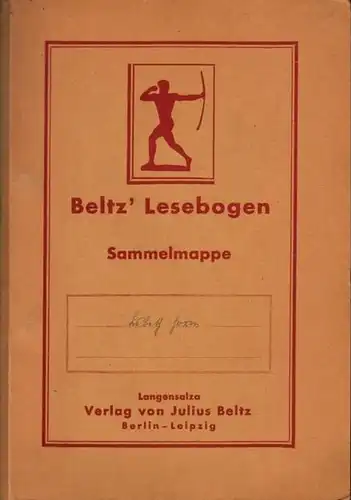 Beltz' Lesebogen
Sammelmappe
Langensalza
Verlag von Julius Beltz
Berlin-Leipzig